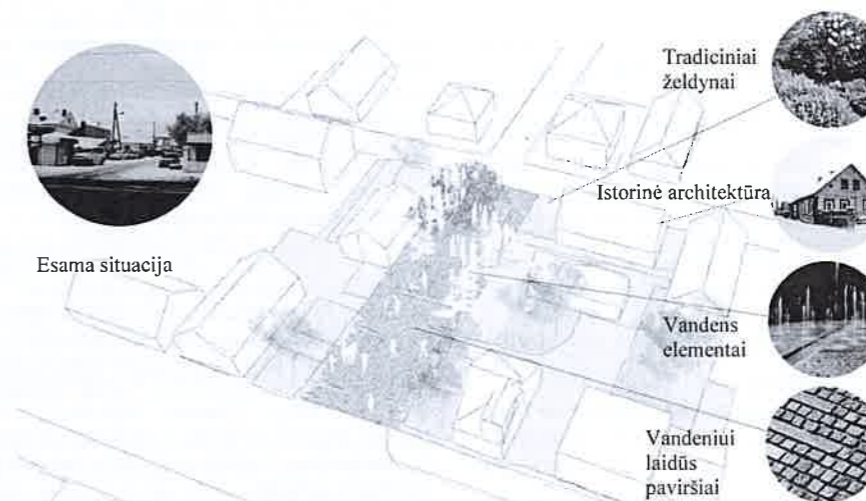 Esama situacija
Tradiciniai
želdynai
Istorinė architektūra
Vandens
elementai
Vandeniui
laidūs
paviršiai